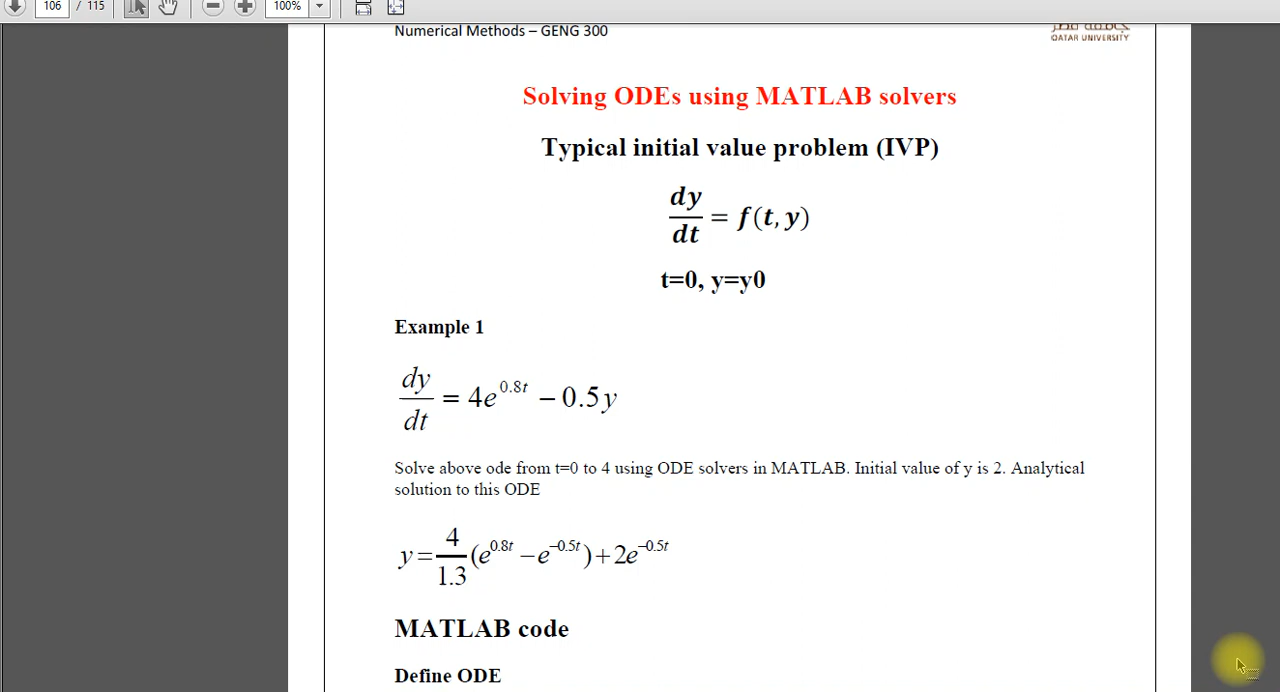 106 / 115 100%
Numerical Methods – GENG 300
QATAR UNIVERSITY
Solving ODEs using MATLAB solvers
Typical initial value problem (IVP)
dy/dt = f(t, y)
t=0, y=y0
Example 1
dy/dt = 4e^0.8t − 0.5y
Solve above ode from t=0 to 4 using ODE solvers in MATLAB. Initial value of y is 2. Analytical
solution to this ODE
y = 4/1.3 (e^0.8t − e^−0.5t) + 2e^−0.5t
MATLAB code
Define ODE